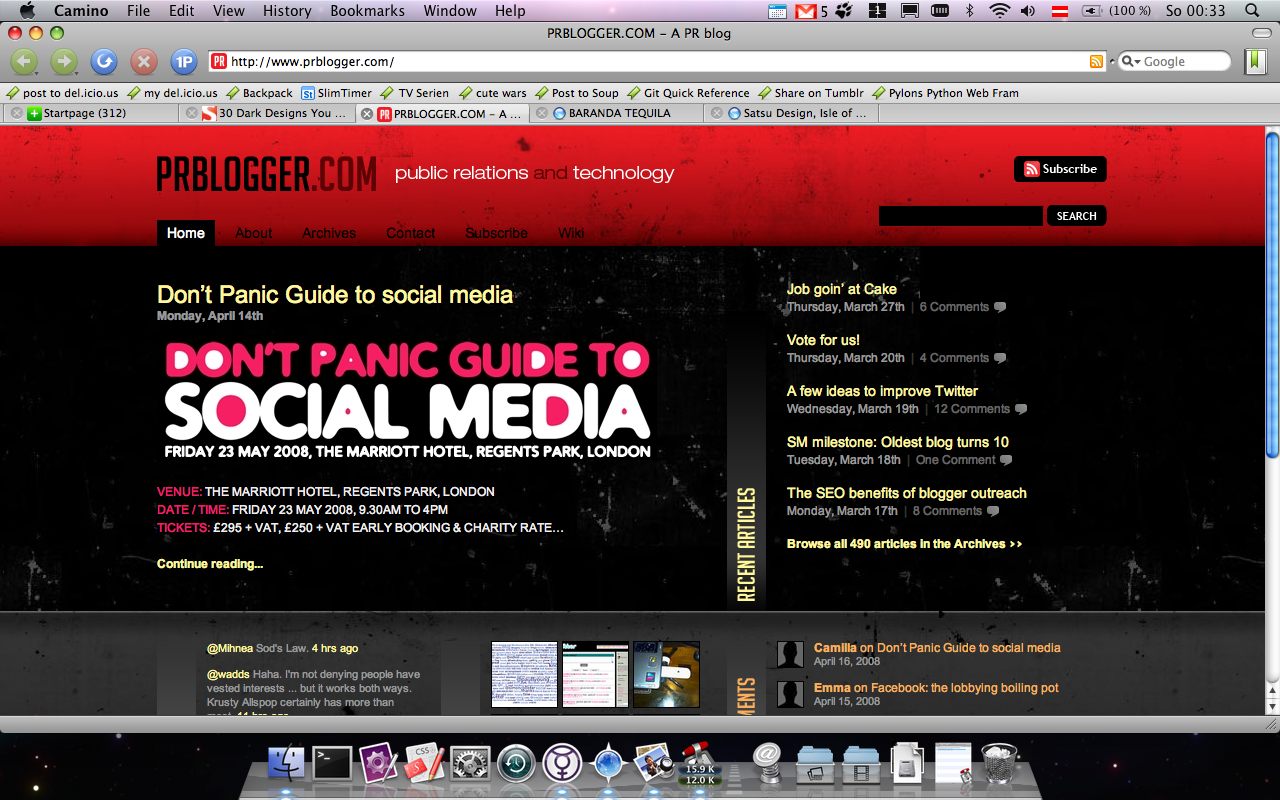 Camino File Edit View History Bookmarks Window Help 5 1 (100 %) So 00:33
PRBLOGGER.COM – A PR blog
1P PR http://www.prblogger.com/ Google
post to del.icio.us my del.icio.us Backpack St SlimTimer TV Serien cute wars Post to Soup Git Quick Reference Share on Tumblr Pylons Python Web Fram
Startpage (312) 30 Dark Designs You ... PR PRBLOGGER.COM – A ... BARANDA TEQUILA Satsu Design, Isle of ...
PRBLOGGER.COM public relations and technology
Subscribe
SEARCH
Home About Archives Contact Subscribe Wiki
Don't Panic Guide to social media
Monday, April 14th
DON'T PANIC GUIDE TO
SOCIAL MEDIA
FRIDAY 23 MAY 2008, THE MARRIOTT HOTEL, REGENTS PARK, LONDON
VENUE: THE MARRIOTT HOTEL, REGENTS PARK, LONDON
DATE / TIME: FRIDAY 23 MAY 2008, 9.30AM TO 4PM
TICKETS: £295 + VAT, £250 + VAT EARLY BOOKING & CHARITY RATE...
Continue reading...
RECENT ARTICLES
Job goin' at Cake
Thursday, March 27th | 6 Comments
Vote for us!
Thursday, March 20th | 4 Comments
A few ideas to improve Twitter
Wednesday, March 19th | 12 Comments
SM milestone: Oldest blog turns 10
Tuesday, March 18th | One Comment
The SEO benefits of blogger outreach
Monday, March 17th | 8 Comments
Browse all 490 articles in the Archives >>
@Mihnea Sod's Law. 4 hrs ago
@wadds Haha. I'm not denying people have
vested interests ... but it works both ways.
Krusty Allspop certainly has more than
Camilla on Don't Panic Guide to social media
April 16, 2008
Emma on Facebook: the lobbying boiling pot
April 15, 2008
CSS
15.9 K
12.0 K